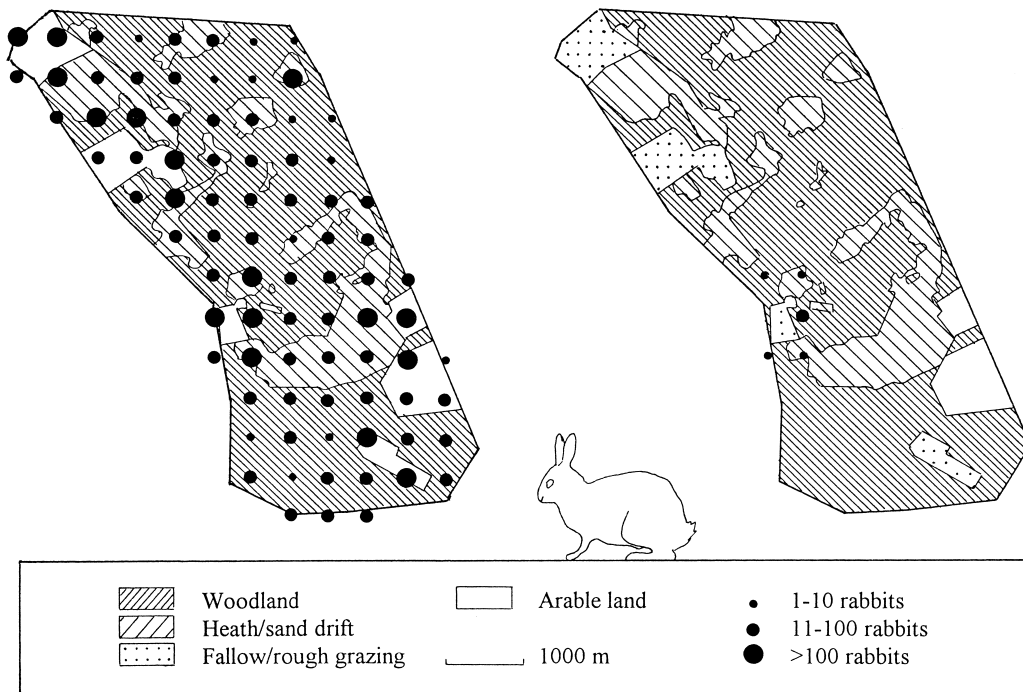 Woodland Arable land 1-10 rabbits
Heath/sand drift 11-100 rabbits
Fallow/rough grazing 1000 m >100 rabbits